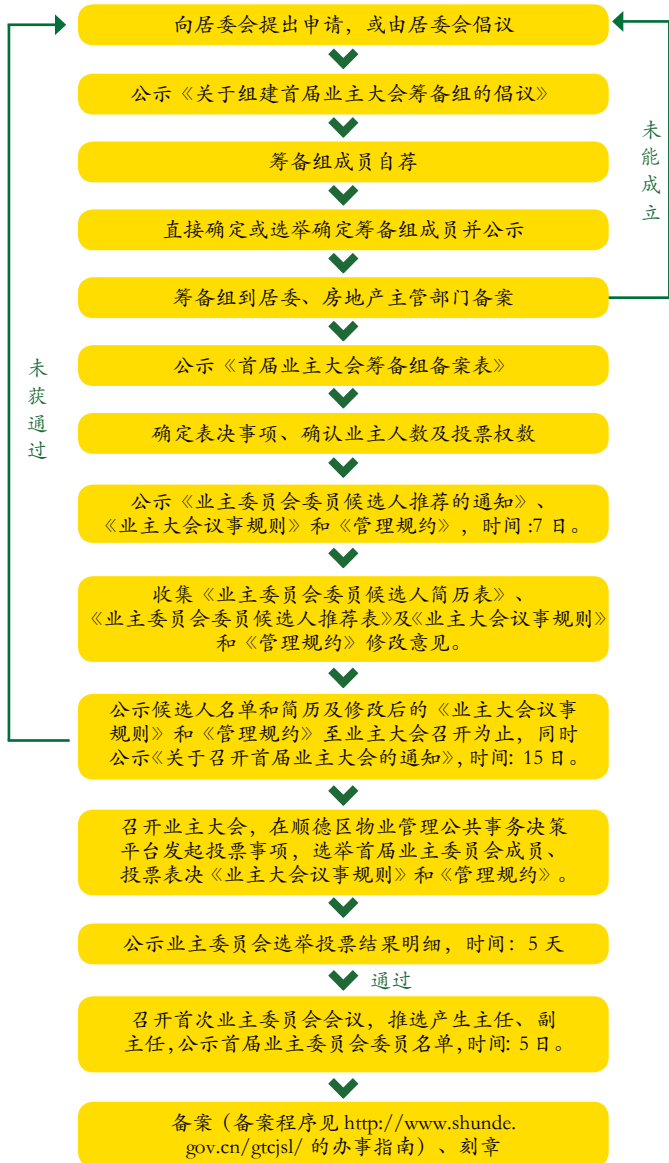 向居委会提出申请，或由居委会倡议
公示《关于组建首届业主大会筹备组的倡议》
筹备组成员自荐
直接确定或选举确定筹备组成员并公示
筹备组到居委、房地产主管部门备案
未能成立
公示《首届业主大会筹备组备案表》
未获通过
确定表决事项、确认业主人数及投票权数
公示《业主委员会委员候选人推荐的通知》、
《业主大会议事规则》和《管理规约》，时间:7 日。
收集《业主委员会委员候选人简历表》、
《业主委员会委员候选人推荐表》及《业主大会议事规则》
和《管理规约》修改意见。
公示候选人名单和简历及修改后的《业主大会议事
规则》和《管理规约》至业主大会召开为止，同时
公示《关于召开首届业主大会的通知》，时间: 15 日。
召开业主大会，在顺德区物业管理公共事务决策
平台发起投票事项，选举首届业主委员会成员、
投票表决《业主大会议事规则》和《管理规约》。
公示业主委员会选举投票结果明细，时间：5 天
通过
召开首次业主委员会会议，推选产生主任、副
主任，公示首届业主委员会委员名单，时间: 5 日。
备案（备案程序见 http://www.shunde.
gov.cn/gtcjsl/ 的办事指南）、刻章